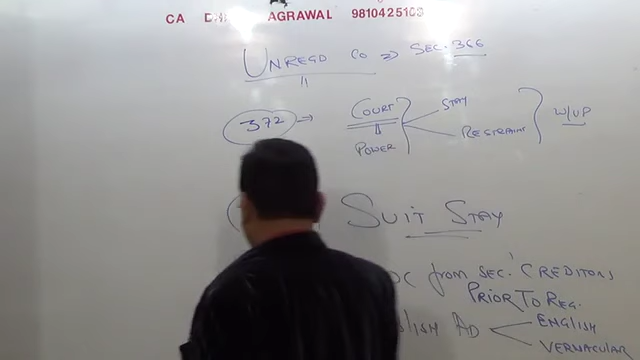 CA AGRAWAL 9810425103
UNREGD CO => SEC. 366
372 => COURT STAY
POWER RESTRAINT W/UP
SUIT STAY
from SEC. CREDITORS
PRIOR TO REG.
AD ENGLISH
VERNACULAR